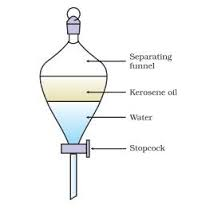 Separating
funnel
Kerosene oil
Water
Stopcock